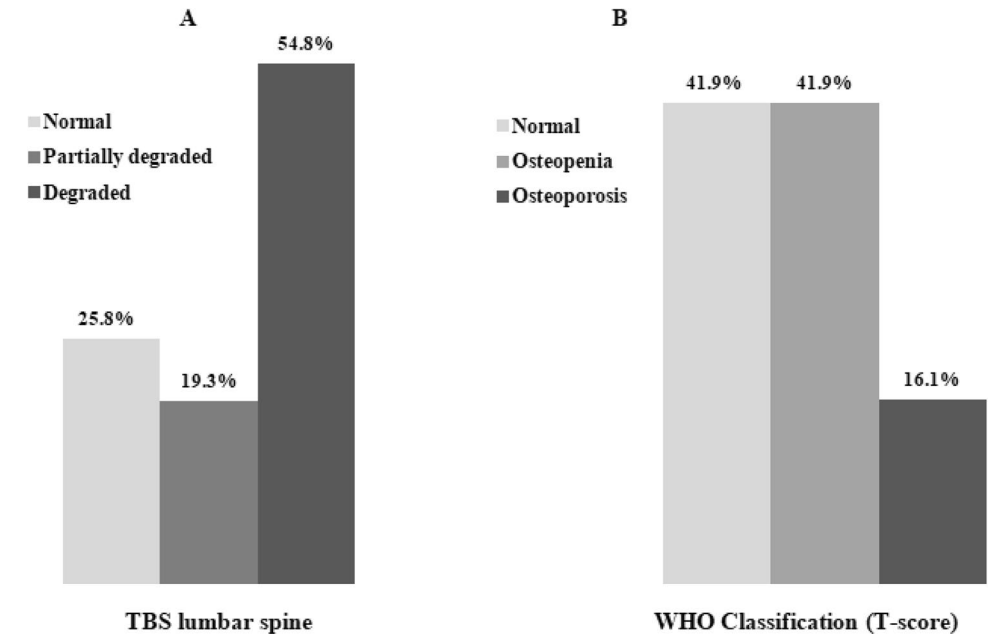 A
54.8%
Normal
Partially degraded
Degraded
25.8%
19.3%
TBS lumbar spine
B
41.9%
41.9%
Normal
Osteopenia
Osteoporosis
16.1%
WHO Classification (T-score)